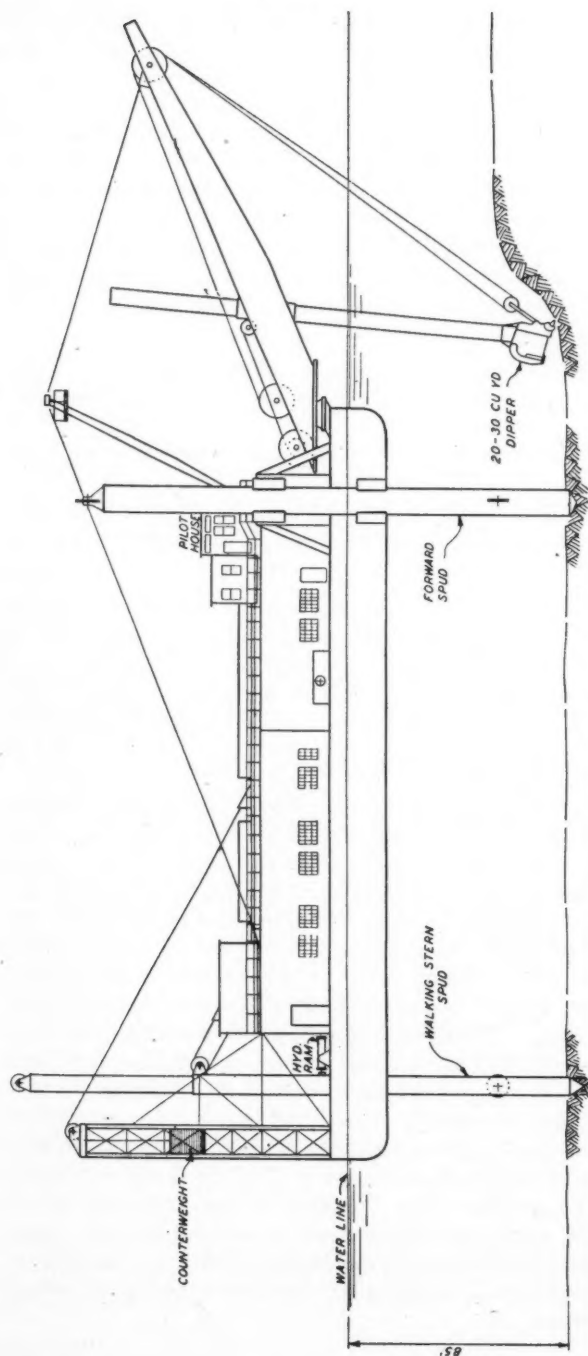 COUNTERWEIGHT
HYD.
RAM
PILOT
HOUSE
WATER LINE
WALKING STERN
SPUD
FORWARD
SPUD
20-30 CU YD
DIPPER
85'